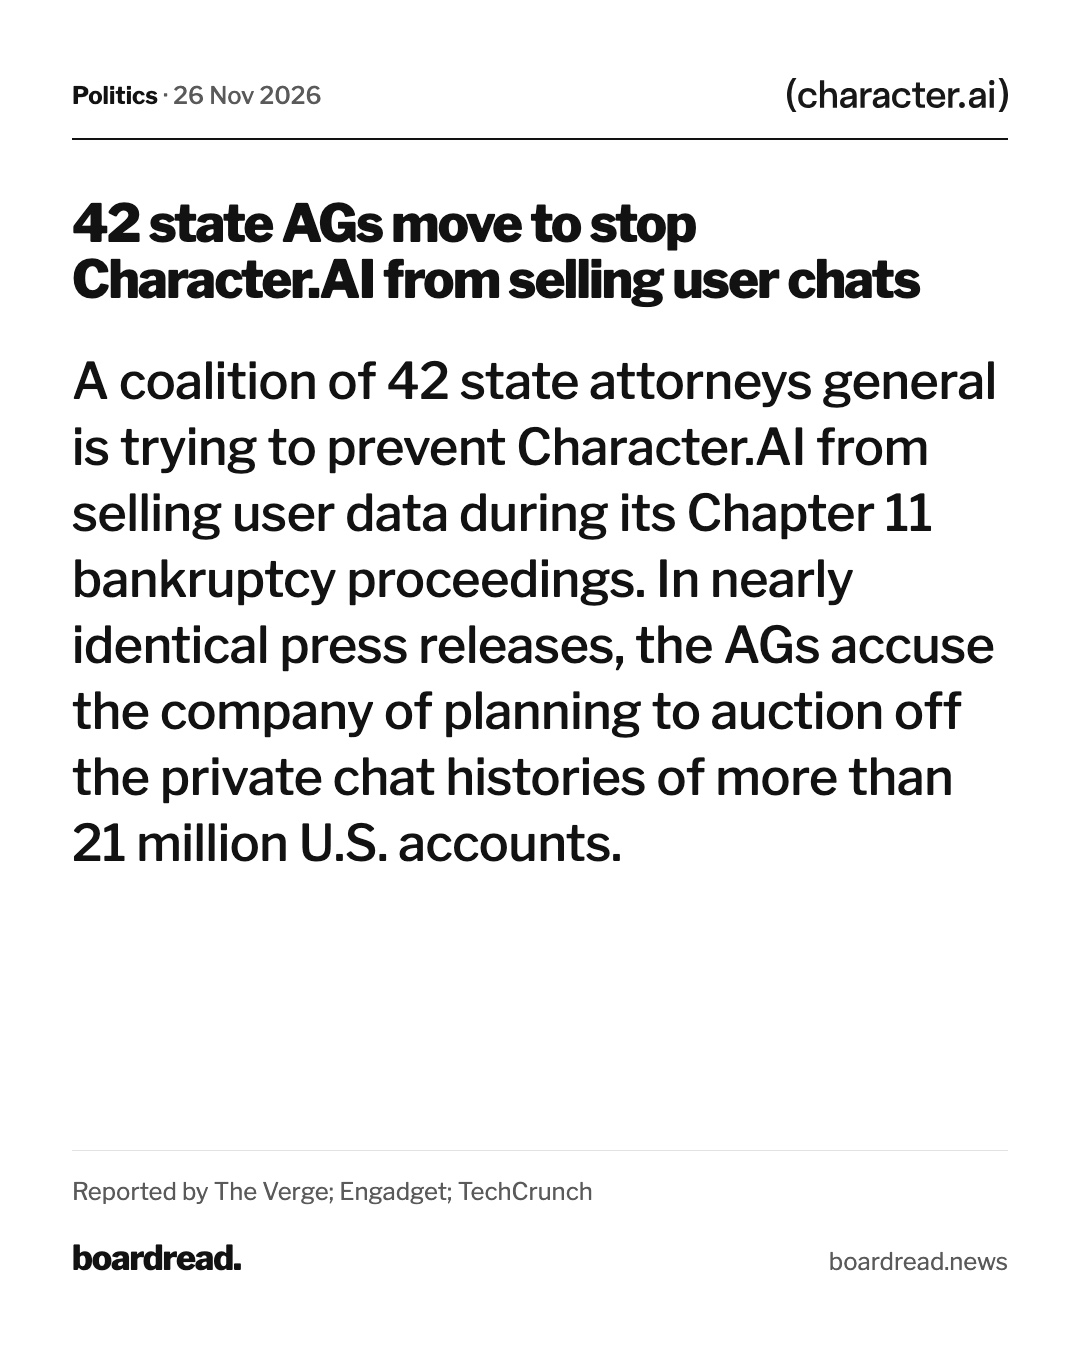 Politics · 26 Nov 2026
(character.ai)
42 state AGs move to stop
Character.AI from selling user chats
A coalition of 42 state attorneys general
is trying to prevent Character.AI from
selling user data during its Chapter 11
bankruptcy proceedings. In nearly
identical press releases, the AGs accuse
the company of planning to auction off
the private chat histories of more than
21 million U.S. accounts.
Reported by The Verge; Engadget; TechCrunch
boardread.
boardread.news